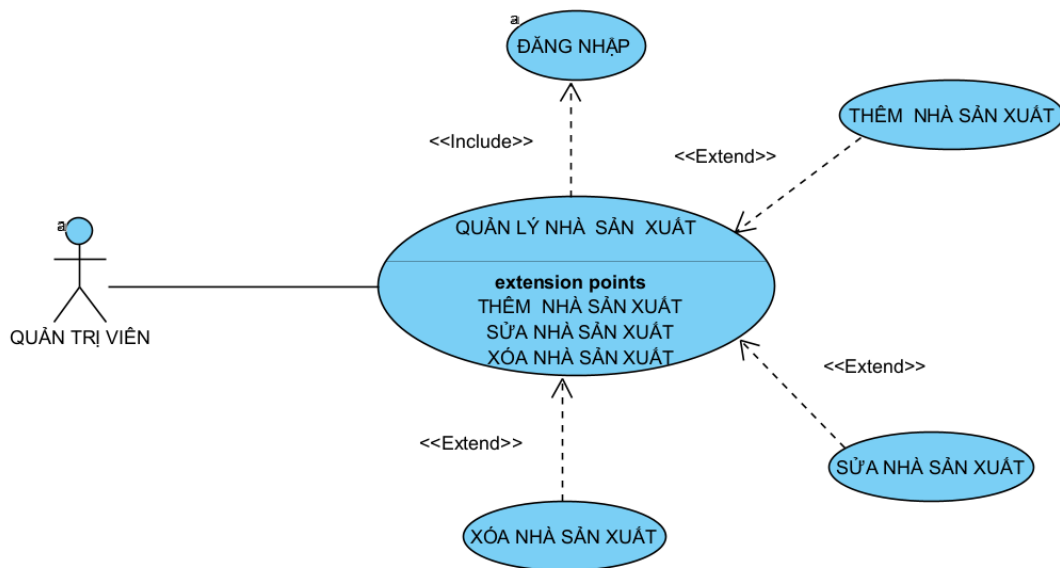 a
ĐĂNG NHẬP
THÊM NHÀ SẢN XUẤT
<<Include>>
<<Extend>>
QUẢN LÝ NHÀ SẢN XUẤT
extension points
THÊM NHÀ SẢN XUẤT
SỬA NHÀ SẢN XUẤT
XÓA NHÀ SẢN XUẤT
a
QUẢN TRỊ VIÊN
<<Extend>>
<<Extend>>
SỬA NHÀ SẢN XUẤT
XÓA NHÀ SẢN XUẤT